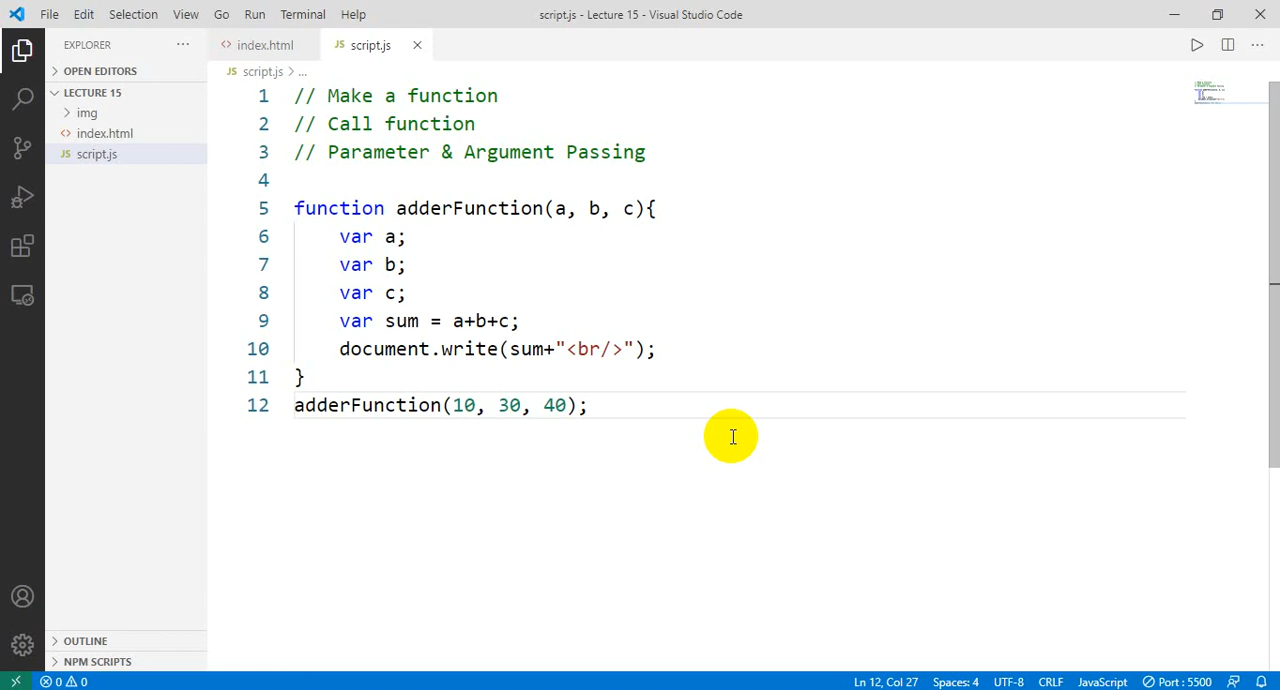 File Edit Selection View Go Run Terminal Help script.js - Lecture 15 - Visual Studio Code
EXPLORER ··· <> index.html JS script.js
OPEN EDITORS JS script.js > ...
LECTURE 15
img
<> index.html
JS script.js
1 // Make a function
2 // Call function
3 // Parameter & Argument Passing
4
5 function adderFunction(a, b, c){
6 var a;
7 var b;
8 var c;
9 var sum = a+b+c;
10 document.write(sum+"<br/>");
11 }
12 adderFunction(10, 30, 40);
OUTLINE
NPM SCRIPTS
0 0 Ln 12, Col 27 Spaces: 4 UTF-8 CRLF JavaScript Port : 5500